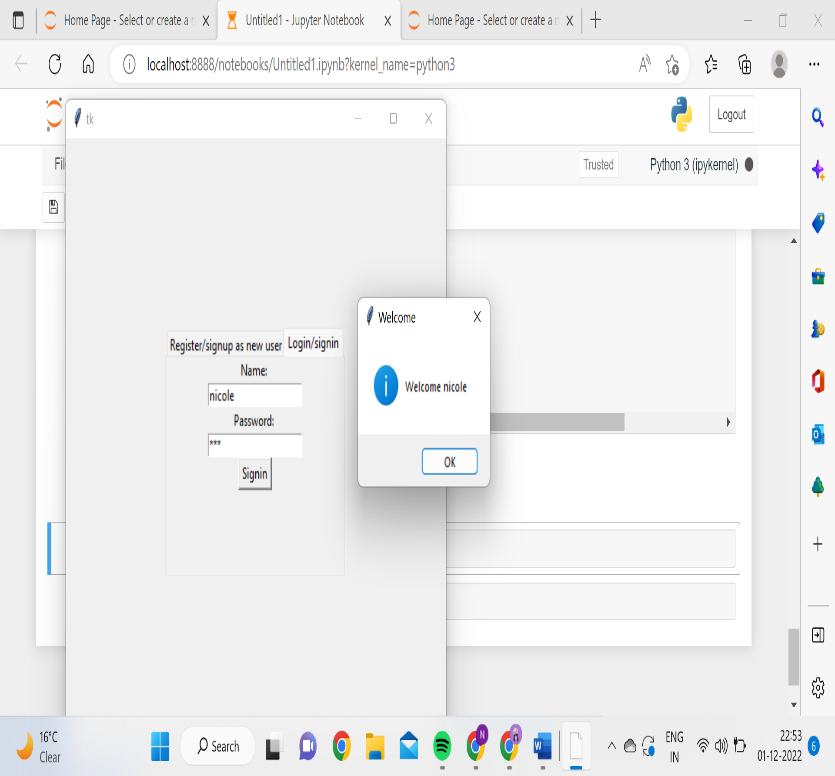 Home Page - Select or create a n
Untitled1 - Jupyter Notebook
Home Page - Select or create a n
localhost:8888/notebooks/Untitled1.ipynb?kernel_name=python3
tk
Logout
Fil
Trusted
Python 3 (ipykernel)
Welcome
Register/signup as new user
Login/signin
Name:
nicole
Password:
***
Signin
Welcome nicole
OK
16°C
Clear
Search
N
W
ENG
IN
22:53
01-12-2022
6